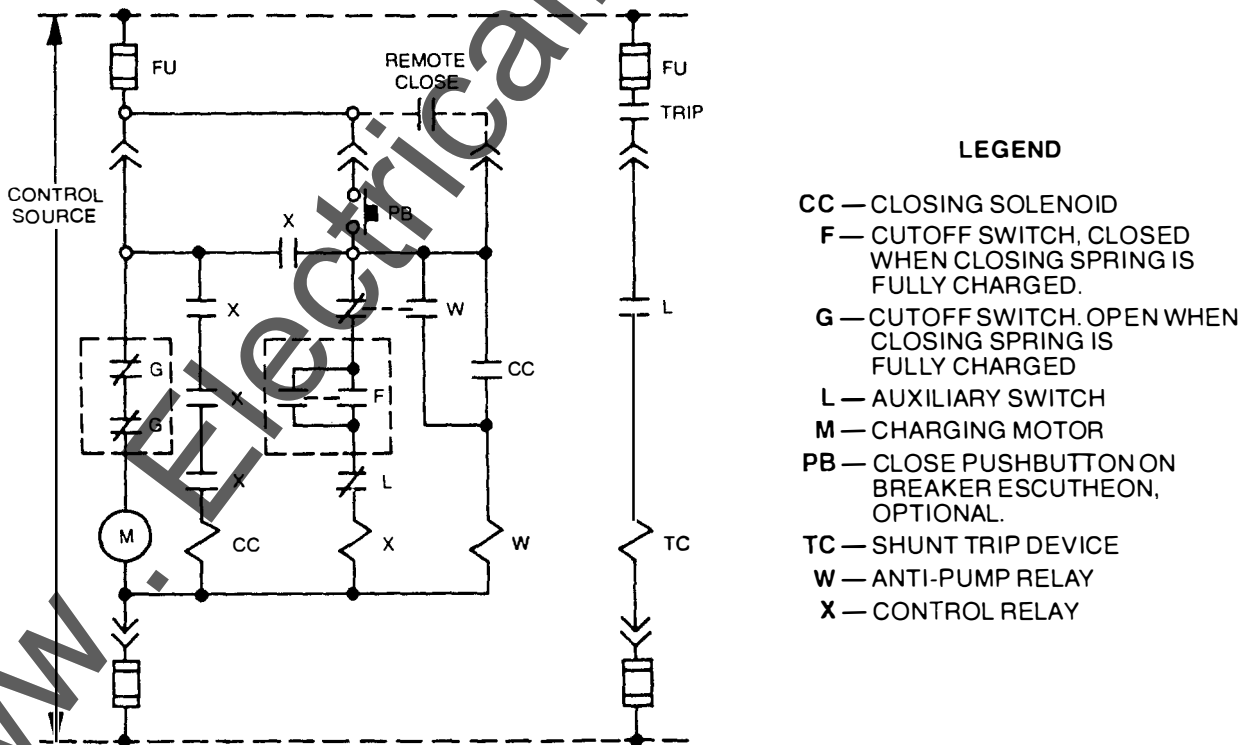 FU
REMOTE
CLOSE
FU
TRIP
CONTROL
SOURCE
X
PB
X
W
L
G
CC
X
F
G
X
L
M
CC
X
W
TC
LEGEND
CC — CLOSING SOLENOID
F — CUTOFF SWITCH, CLOSED
WHEN CLOSING SPRING IS
FULLY CHARGED.
G — CUTOFF SWITCH. OPEN WHEN
CLOSING SPRING IS
FULLY CHARGED
L — AUXILIARY SWITCH
M — CHARGING MOTOR
PB — CLOSE PUSHBUTTON ON
BREAKER ESCUTHEON,
OPTIONAL.
TC — SHUNT TRIP DEVICE
W — ANTI-PUMP RELAY
X — CONTROL RELAY
w. Electrical